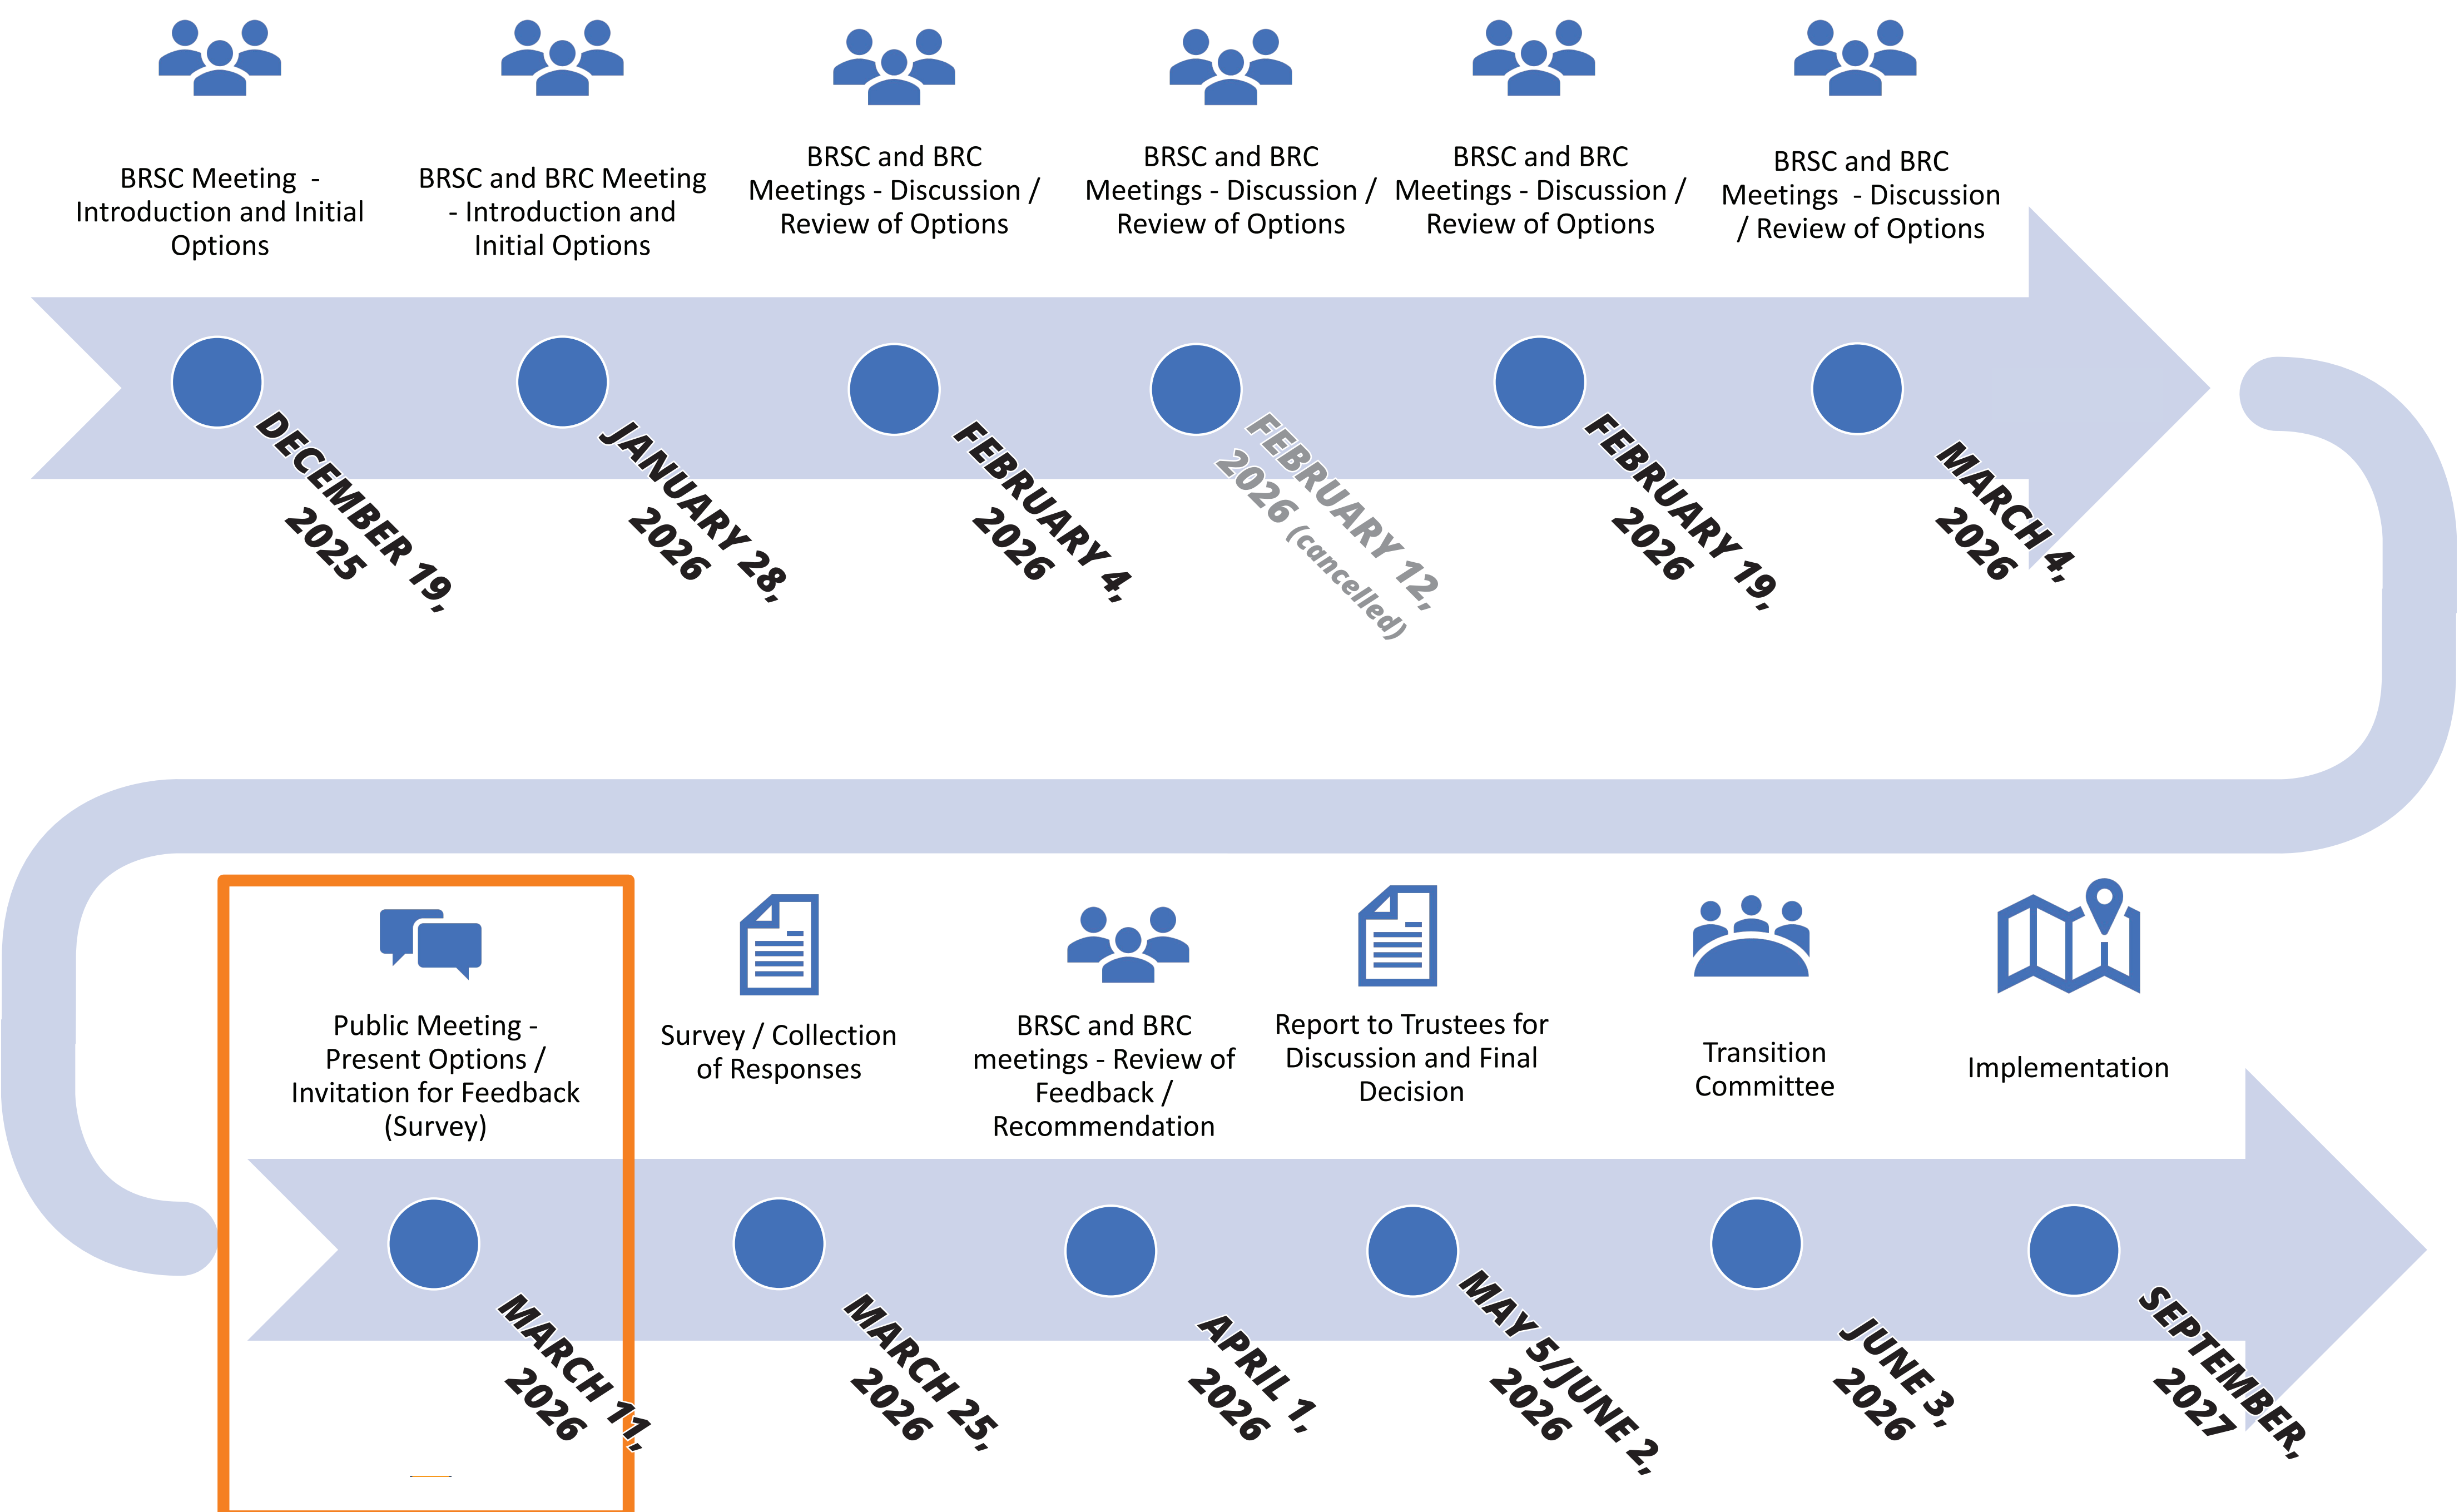 BRSC Meeting -
Introduction and Initial
Options
BRSC and BRC Meeting
- Introduction and
Initial Options
BRSC and BRC
Meetings - Discussion /
Review of Options
BRSC and BRC
Meetings - Discussion /
Review of Options
BRSC and BRC
Meetings - Discussion /
Review of Options
BRSC and BRC
Meetings - Discussion
/ Review of Options
DECEMBER 19,
2025
JANUARY 28,
2026
FEBRUARY 4,
2026
FEBRUARY 12,
2026 (cancelled)
FEBRUARY 19,
2026
MARCH 4,
2026
Public Meeting -
Present Options /
Invitation for Feedback
(Survey)
Survey / Collection
of Responses
BRSC and BRC
meetings - Review of
Feedback /
Recommendation
Report to Trustees for
Discussion and Final
Decision
Transition
Committee
Implementation
MARCH 11,
2026
MARCH 25,
2026
APRIL 1,
2026
MAY 5/JUNE 2,
2026
JUNE 3,
2026
SEPTEMBER,
2027